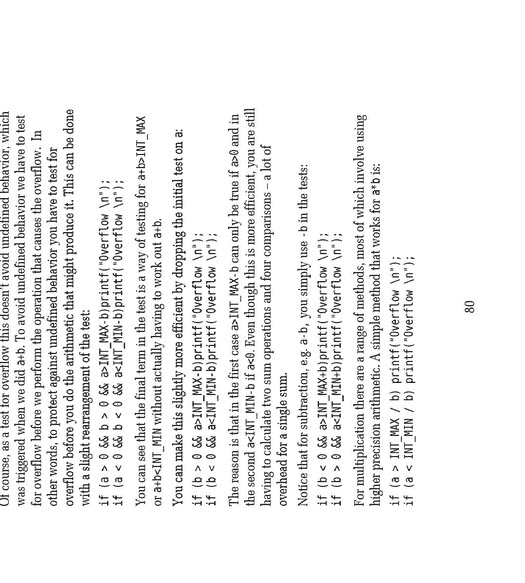 Of course, as a test for overflow this doesn't avoid undefined behavior, which
was triggered when we did a+b. To avoid undefined behavior we have to test
for overflow before we perform the operation that causes the overflow. In
other words, to protect against undefined behavior you have to test for
overflow before you do the arithmetic that might produce it. This can be done
with a slight rearrangement of the test:
if (a > 0 && b > 0 && a>INT_MAX-b)printf("Overflow \n");
if (a < 0 && b < 0 && a<INT_MIN-b)printf("Overflow \n");
You can see that the final term in the test is a way of testing for a+b>INT_MAX
or a+b<INT_MIN without actually having to work out a+b.
You can make this slightly more efficient by dropping the initial test on a:
if (b > 0 && a>INT_MAX-b)printf("Overflow \n");
if (b < 0 && a<INT_MIN-b)printf("Overflow \n");
The reason is that in the first case a>INT_MAX-b can only be true if a>0 and in
the second a<INT_MIN-b if a<0. Even though this is more efficient, you are still
having to calculate two sum operations and four comparisons – a lot of
overhead for a single sum.
Notice that for subtraction, e.g. a-b, you simply use -b in the tests:
if (b < 0 && a>INT_MAX+b)printf("Overflow \n");
if (b > 0 && a<INT_MIN+b)printf("Overflow \n");
For multiplication there are a range of methods, most of which involve using
higher precision arithmetic. A simple method that works for a*b is:
if (a > INT_MAX / b) printf("Overflow \n");
if (a < INT_MIN / b) printf("Overflow \n");
80